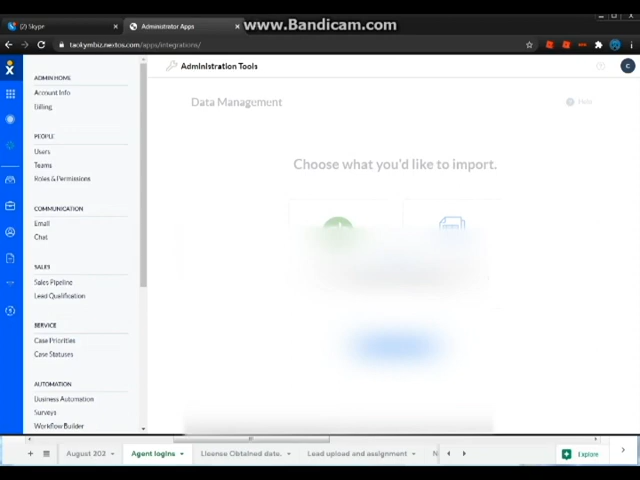 www.Bandicam.com
(2) Skype
Administrator Apps
taokymbiz.nextos.com/apps/integrations/
ADMIN HOME
Account Info
Billing
PEOPLE
Users
Teams
Roles & Permissions
COMMUNICATION
Email
Chat
SALES
Sales Pipeline
Lead Qualification
SERVICE
Case Priorities
Case Statuses
AUTOMATION
Business Automation
Surveys
Workflow Builder
Administration Tools
C
Data Management
Choose what you'd like to import.
August 202
Agent logins
License Obtained date.
Lead upload and assignment
N
Explore